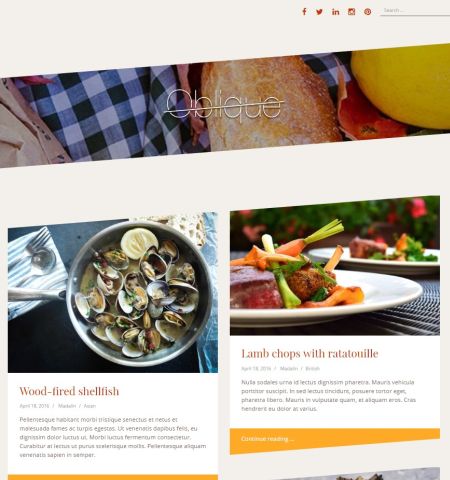 Search ...
Oblique
Wood-fired shellfish
April 18, 2016 / Madalin / Asian
Pellentesque habitant morbi tristique senectus et netus et
malesuada fames ac turpis egestas. Ut venenatis dapibus felis, eu
dignissim dolor luctus ut. Morbi luctus fermentum consectetur.
Curabitur at lectus ut purus scelerisque mollis. Pellentesque aliquam
venenatis sapien in semper.
Lamb chops with ratatouille
April 18, 2016 / Madalin / British
Nulla sodales urna id lectus dignissim pharetra. Mauris vehicula
porttitor suscipit. In sed lectus tincidunt, posuere tortor eget,
pharetra libero. Mauris in vulputate quam, et aliquam eros. Cras
hendrerit eu dolor at varius.
Continue reading ...